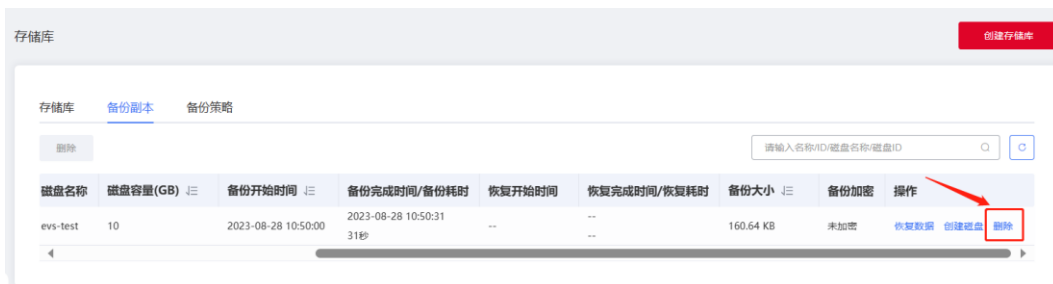 存储库
创建存储库
存储库 备份副本 备份策略
删除
请输入名称/ID/磁盘名称/磁盘ID
磁盘名称 磁盘容量(GB) 备份开始时间 备份完成时间/备份耗时 恢复开始时间 恢复完成时间/恢复耗时 备份大小 备份加密 操作
evs-test 10 2023-08-28 10:50:00 2023-08-28 10:50:31 -- -- 160.64 KB 未加密 恢复数据 创建磁盘 删除
31秒 --